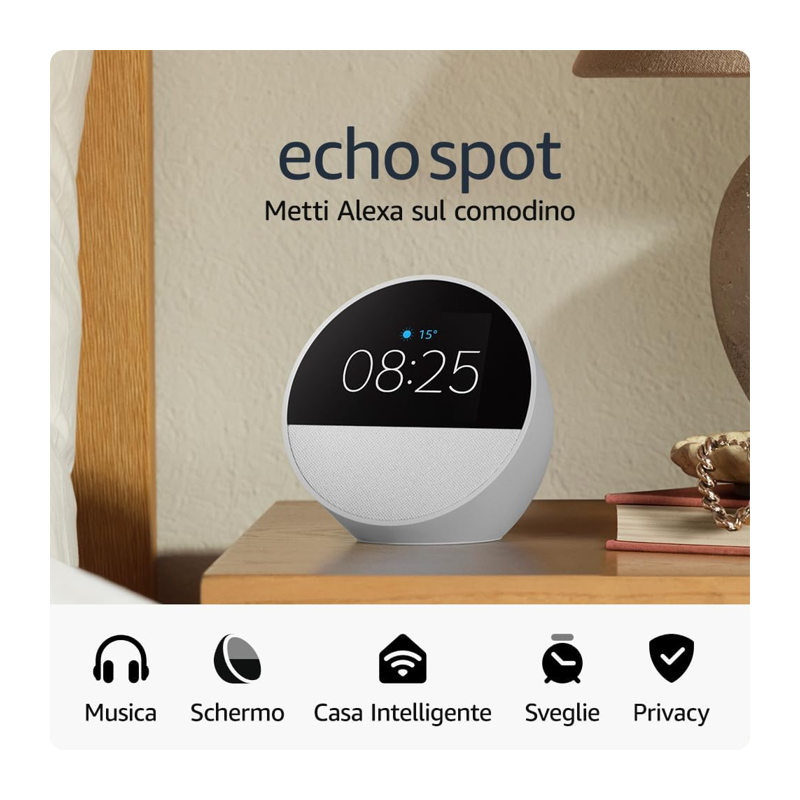 echo spot
Metti Alexa sul comodino
15°
08:25
Musica
Schermo
Casa Intelligente
Sveglie
Privacy